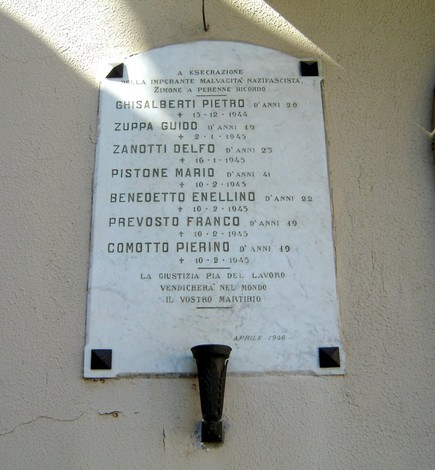 A ESECRAZIONE
DELLA IMPERANTE MALVAGITÀ NAZIFASCISTA,
ZIMONE A PERENNE RICORDO
GHISALBERTI PIETRO D'ANNI 29
+ 13-12-1944
ZUPPA GUIDO D'ANNI 19
+ 2-1-1945
ZANOTTI DELFO D'ANNI 25
+ 16-1-1945
PISTONE MARIO D'ANNI 41
+ 10-2-1945
BENEDETTO ENELLINO D'ANNI 22
+ 10-2-1945
PREVOSTO FRANCO D'ANNI 19
+ 10-2-1945
COMOTTO PIERINO D'ANNI 19
+ 10-2-1945
LA GIUSTIZIA PIA DEL LAVORO
VENDICHERA' NEL MONDO
IL VOSTRO MARTIRIO
APRILE 1946